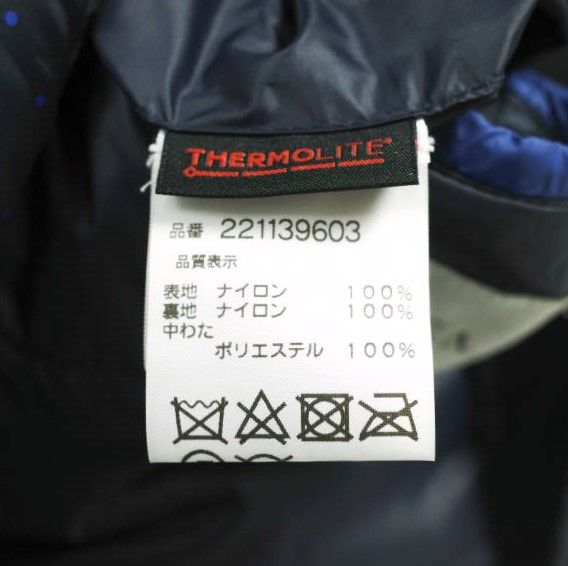 THERMOLITE®
品番 221139603
品質表示
表地 ナイロン 100%
裏地 ナイロン 100%
中わた
ポリエステル 100%